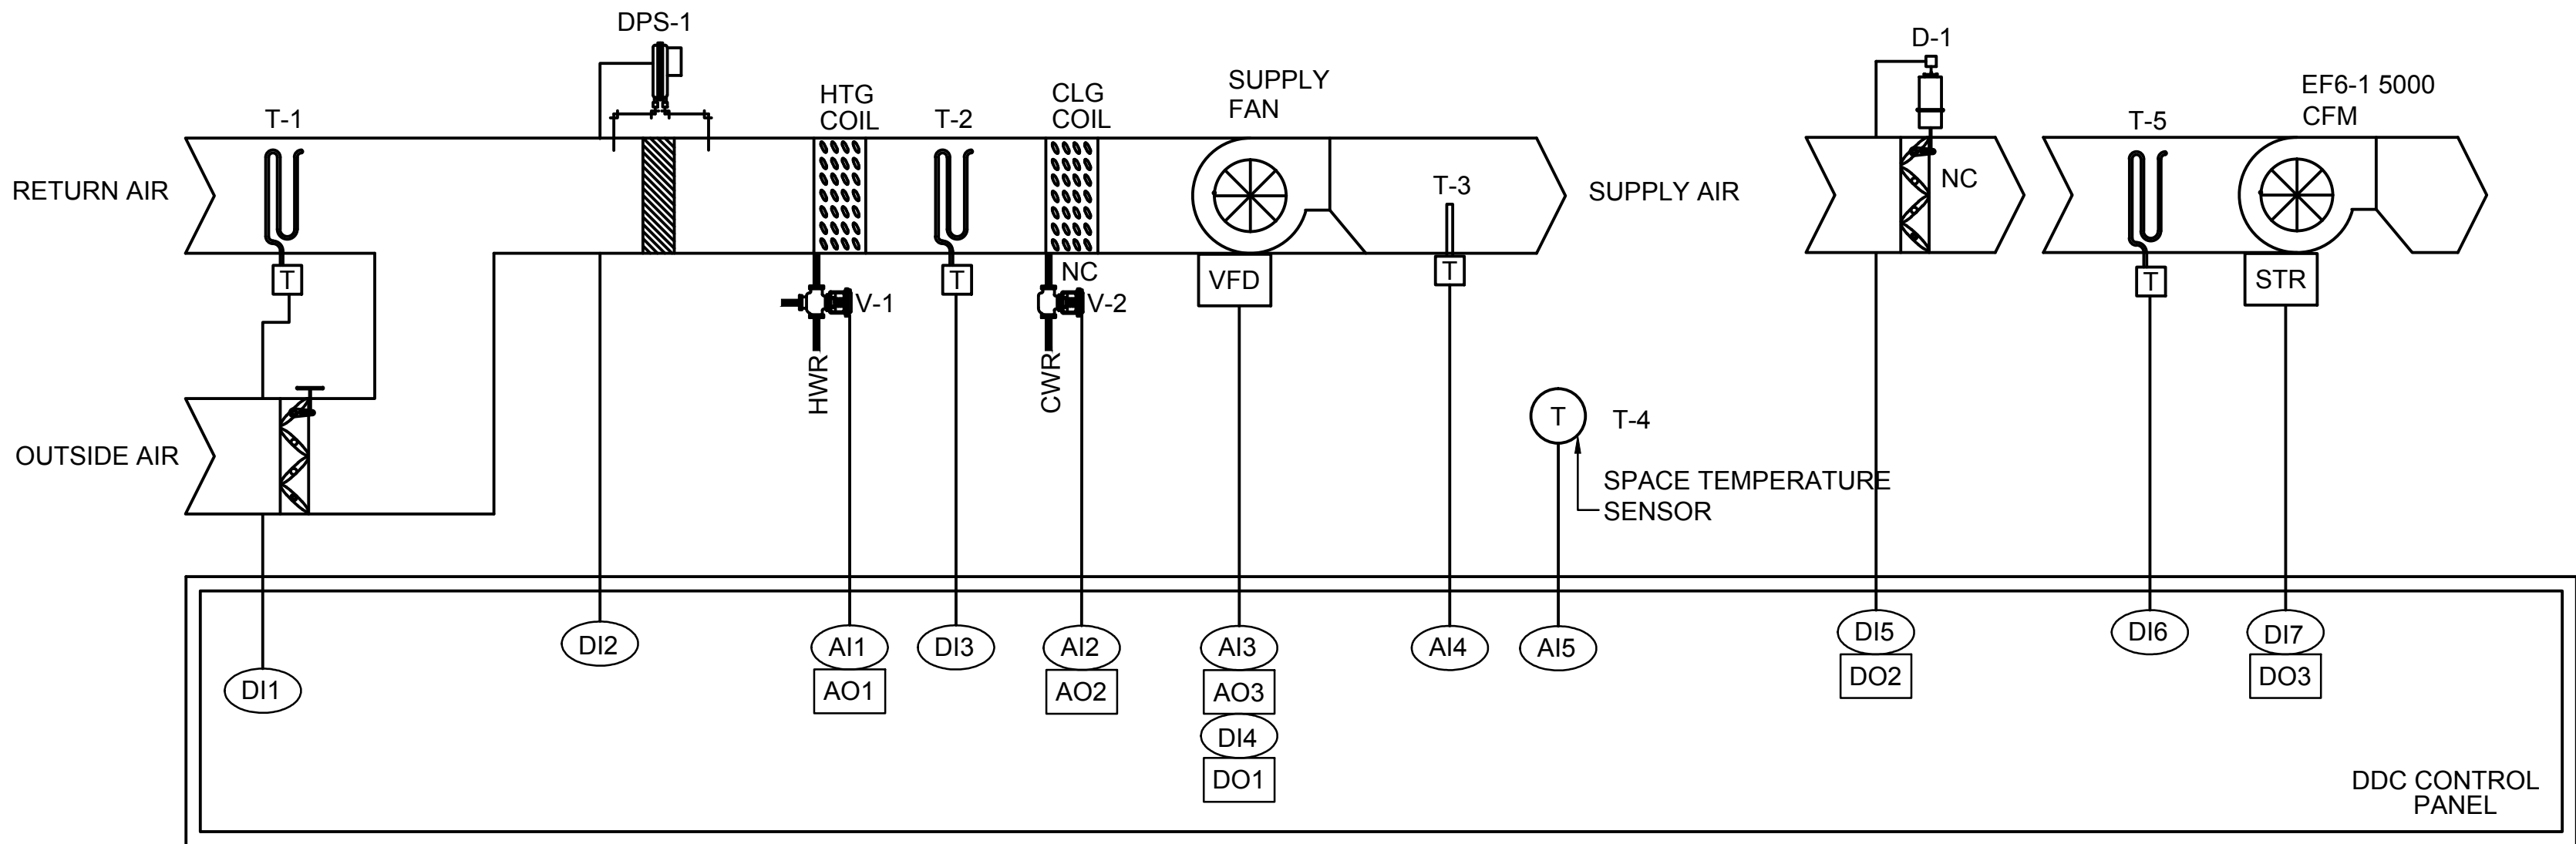 DPS-1
D-1
T-1
HTG
COIL
T-2
CLG
COIL
SUPPLY
FAN
EF6-1 5000
CFM
T-5
RETURN AIR
T-3
SUPPLY AIR
NC
T
T
NC
VFD
T
T
STR
V-1
V-2
HWR
CWR
T
T-4
OUTSIDE AIR
SPACE TEMPERATURE
SENSOR
DI1
DI2
AI1
AO1
DI3
AI2
AO2
AI3
AO3
DI4
DO1
AI4
AI5
DI5
DO2
DI6
DI7
DO3
DDC CONTROL
PANEL